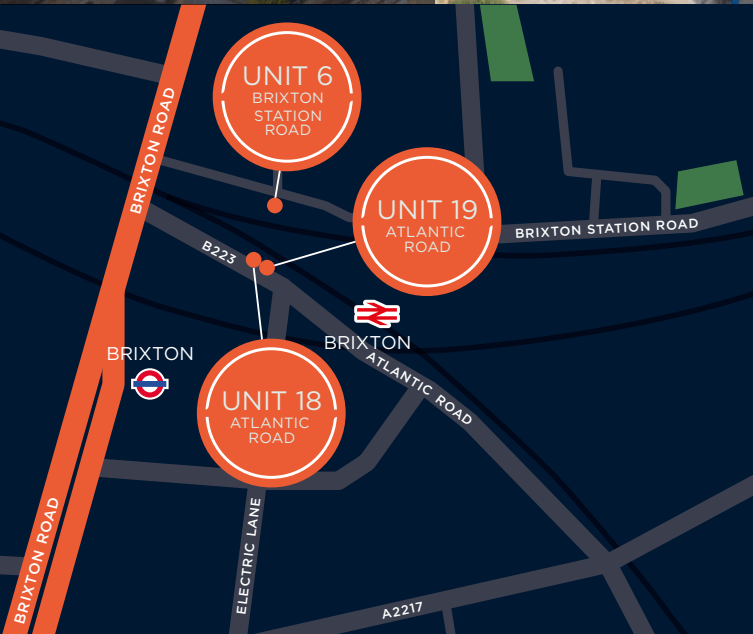 UNIT 6
BRIXTON
STATION
ROAD
BRIXTON ROAD
UNIT 19
ATLANTIC
ROAD
BRIXTON STATION ROAD
B223
BRIXTON
BRIXTON
ATLANTIC ROAD
UNIT 18
ATLANTIC
ROAD
BRIXTON ROAD
ELECTRIC LANE
A2217